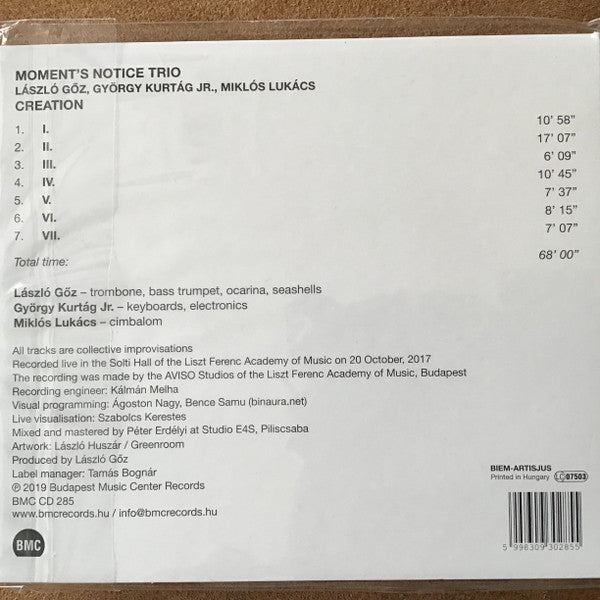 MOMENT'S NOTICE TRIO
LÁSZLÓ GŐZ, GYÖRGY KURTÁG JR., MIKLÓS LUKÁCS
CREATION
1. I. 10' 58"
2. II. 17' 07"
3. III. 6' 09"
4. IV. 10' 45"
5. V. 7' 37"
6. VI. 8' 15"
7. VII. 7' 07"
Total time: 68' 00"
László Gőz – trombone, bass trumpet, ocarina, seashells
György Kurtág Jr. – keyboards, electronics
Miklós Lukács – cimbalom
All tracks are collective improvisations
Recorded live in the Solti Hall of the Liszt Ferenc Academy of Music on 20 October, 2017
The recording was made by the AVISO Studios of the Liszt Ferenc Academy of Music, Budapest
Recording engineer: Kálmán Melha
Visual programming: Ágoston Nagy, Bence Samu (binaura.net)
Live visualisation: Szabolcs Kerestes
Mixed and mastered by Péter Erdélyi at Studio E4S, Piliscsaba
Artwork: László Huszár / Greenroom
Produced by László Gőz
Label manager: Tamás Bognár
℗ 2019 Budapest Music Center Records
BMC CD 285
www.bmcrecords.hu / info@bmcrecords.hu
BMC
BIEM-ARTISJUS
Printed in Hungary LC 07503
5 998309 302855